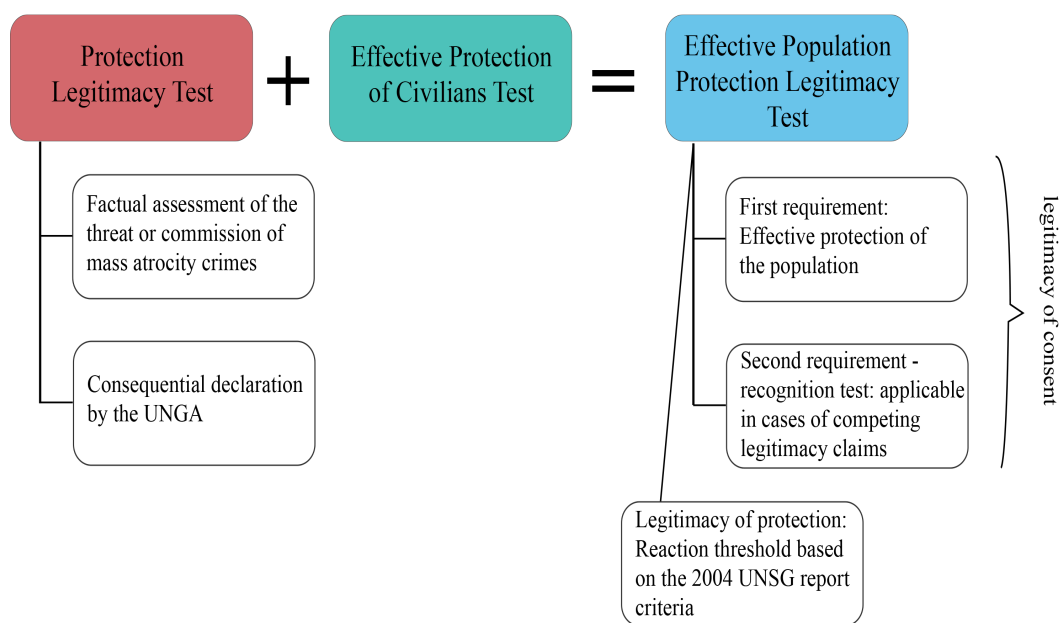 Protection
Legitimacy Test
+
Effective Protection
of Civilians Test
=
Effective Population
Protection Legitimacy
Test
Factual assessment of the
threat or commission of
mass atrocity crimes
Consequential declaration
by the UNGA
First requirement:
Effective protection of
the population
Second requirement -
recognition test: applicable
in cases of competing
legitimacy claims
legitimacy of consent
Legitimacy of protection:
Reaction threshold based
on the 2004 UNSG report
criteria